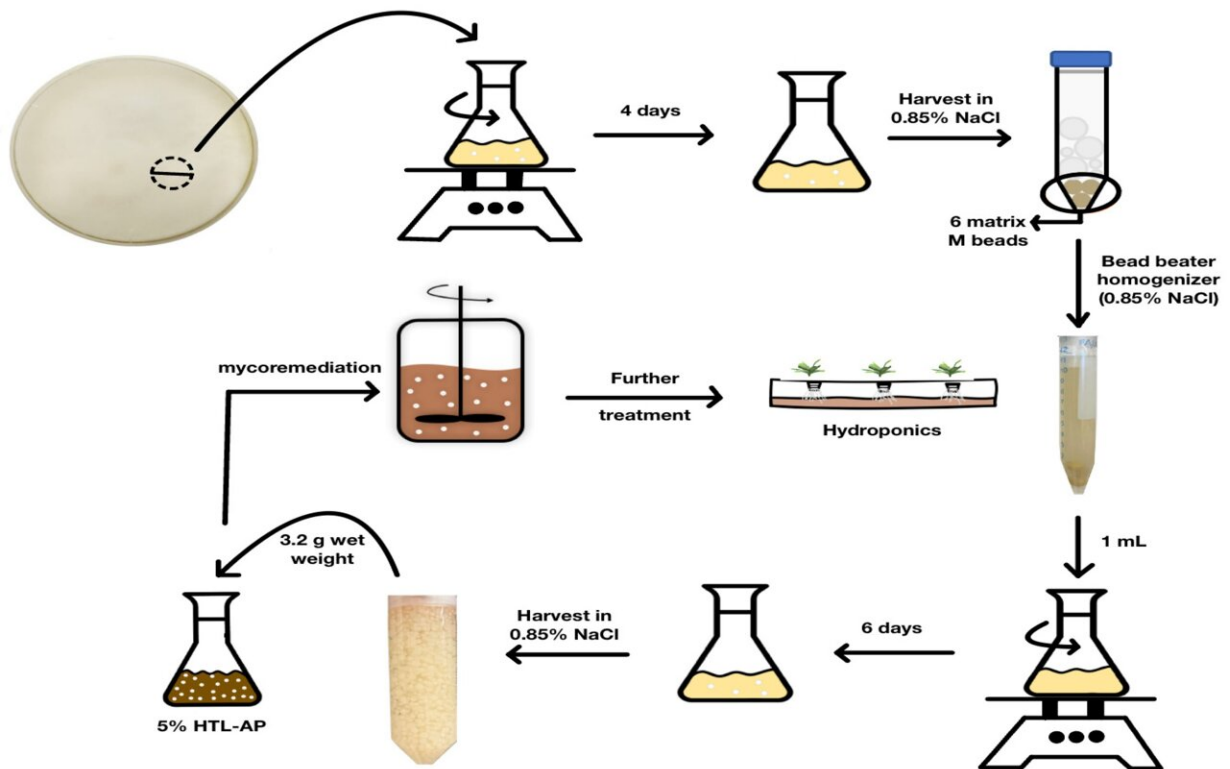 4 days
Harvest in
0.85% NaCl
6 matrix
M beads
Bead beater
homogenizer
(0.85% NaCl)
mycoremediation
Further
treatment
Hydroponics
1 mL
6 days
Harvest in
0.85% NaCl
3.2 g wet
weight
5% HTL-AP